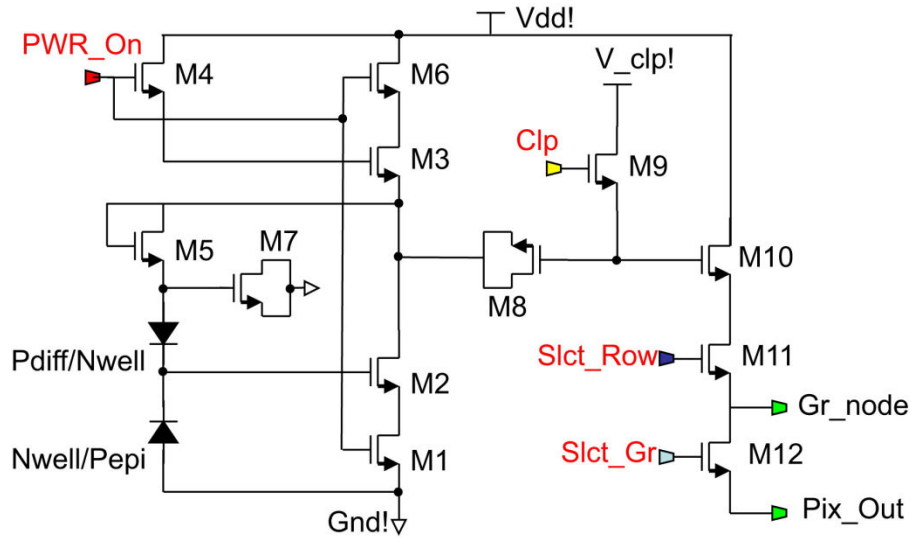 Vdd!
PWR_On
M4
M6
V_clp!
Clp
M3
M9
M5
M7
M10
M8
Pdiff/Nwell
Slct_Row
M11
M2
Gr_node
Nwell/Pepi
M1
Slct_Gr
M12
Gnd!
Pix_Out